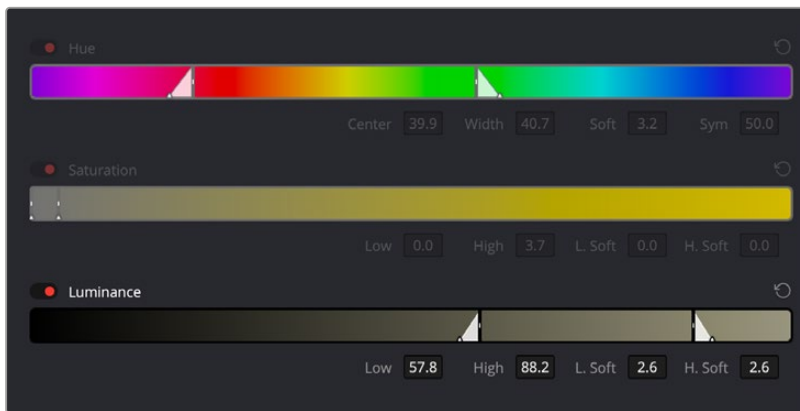 Hue
Center 39.9 Width 40.7 Soft 3.2 Sym 50.0
Saturation
Low 0.0 High 3.7 L. Soft 0.0 H. Soft 0.0
Luminance
Low 57.8 High 88.2 L. Soft 2.6 H. Soft 2.6